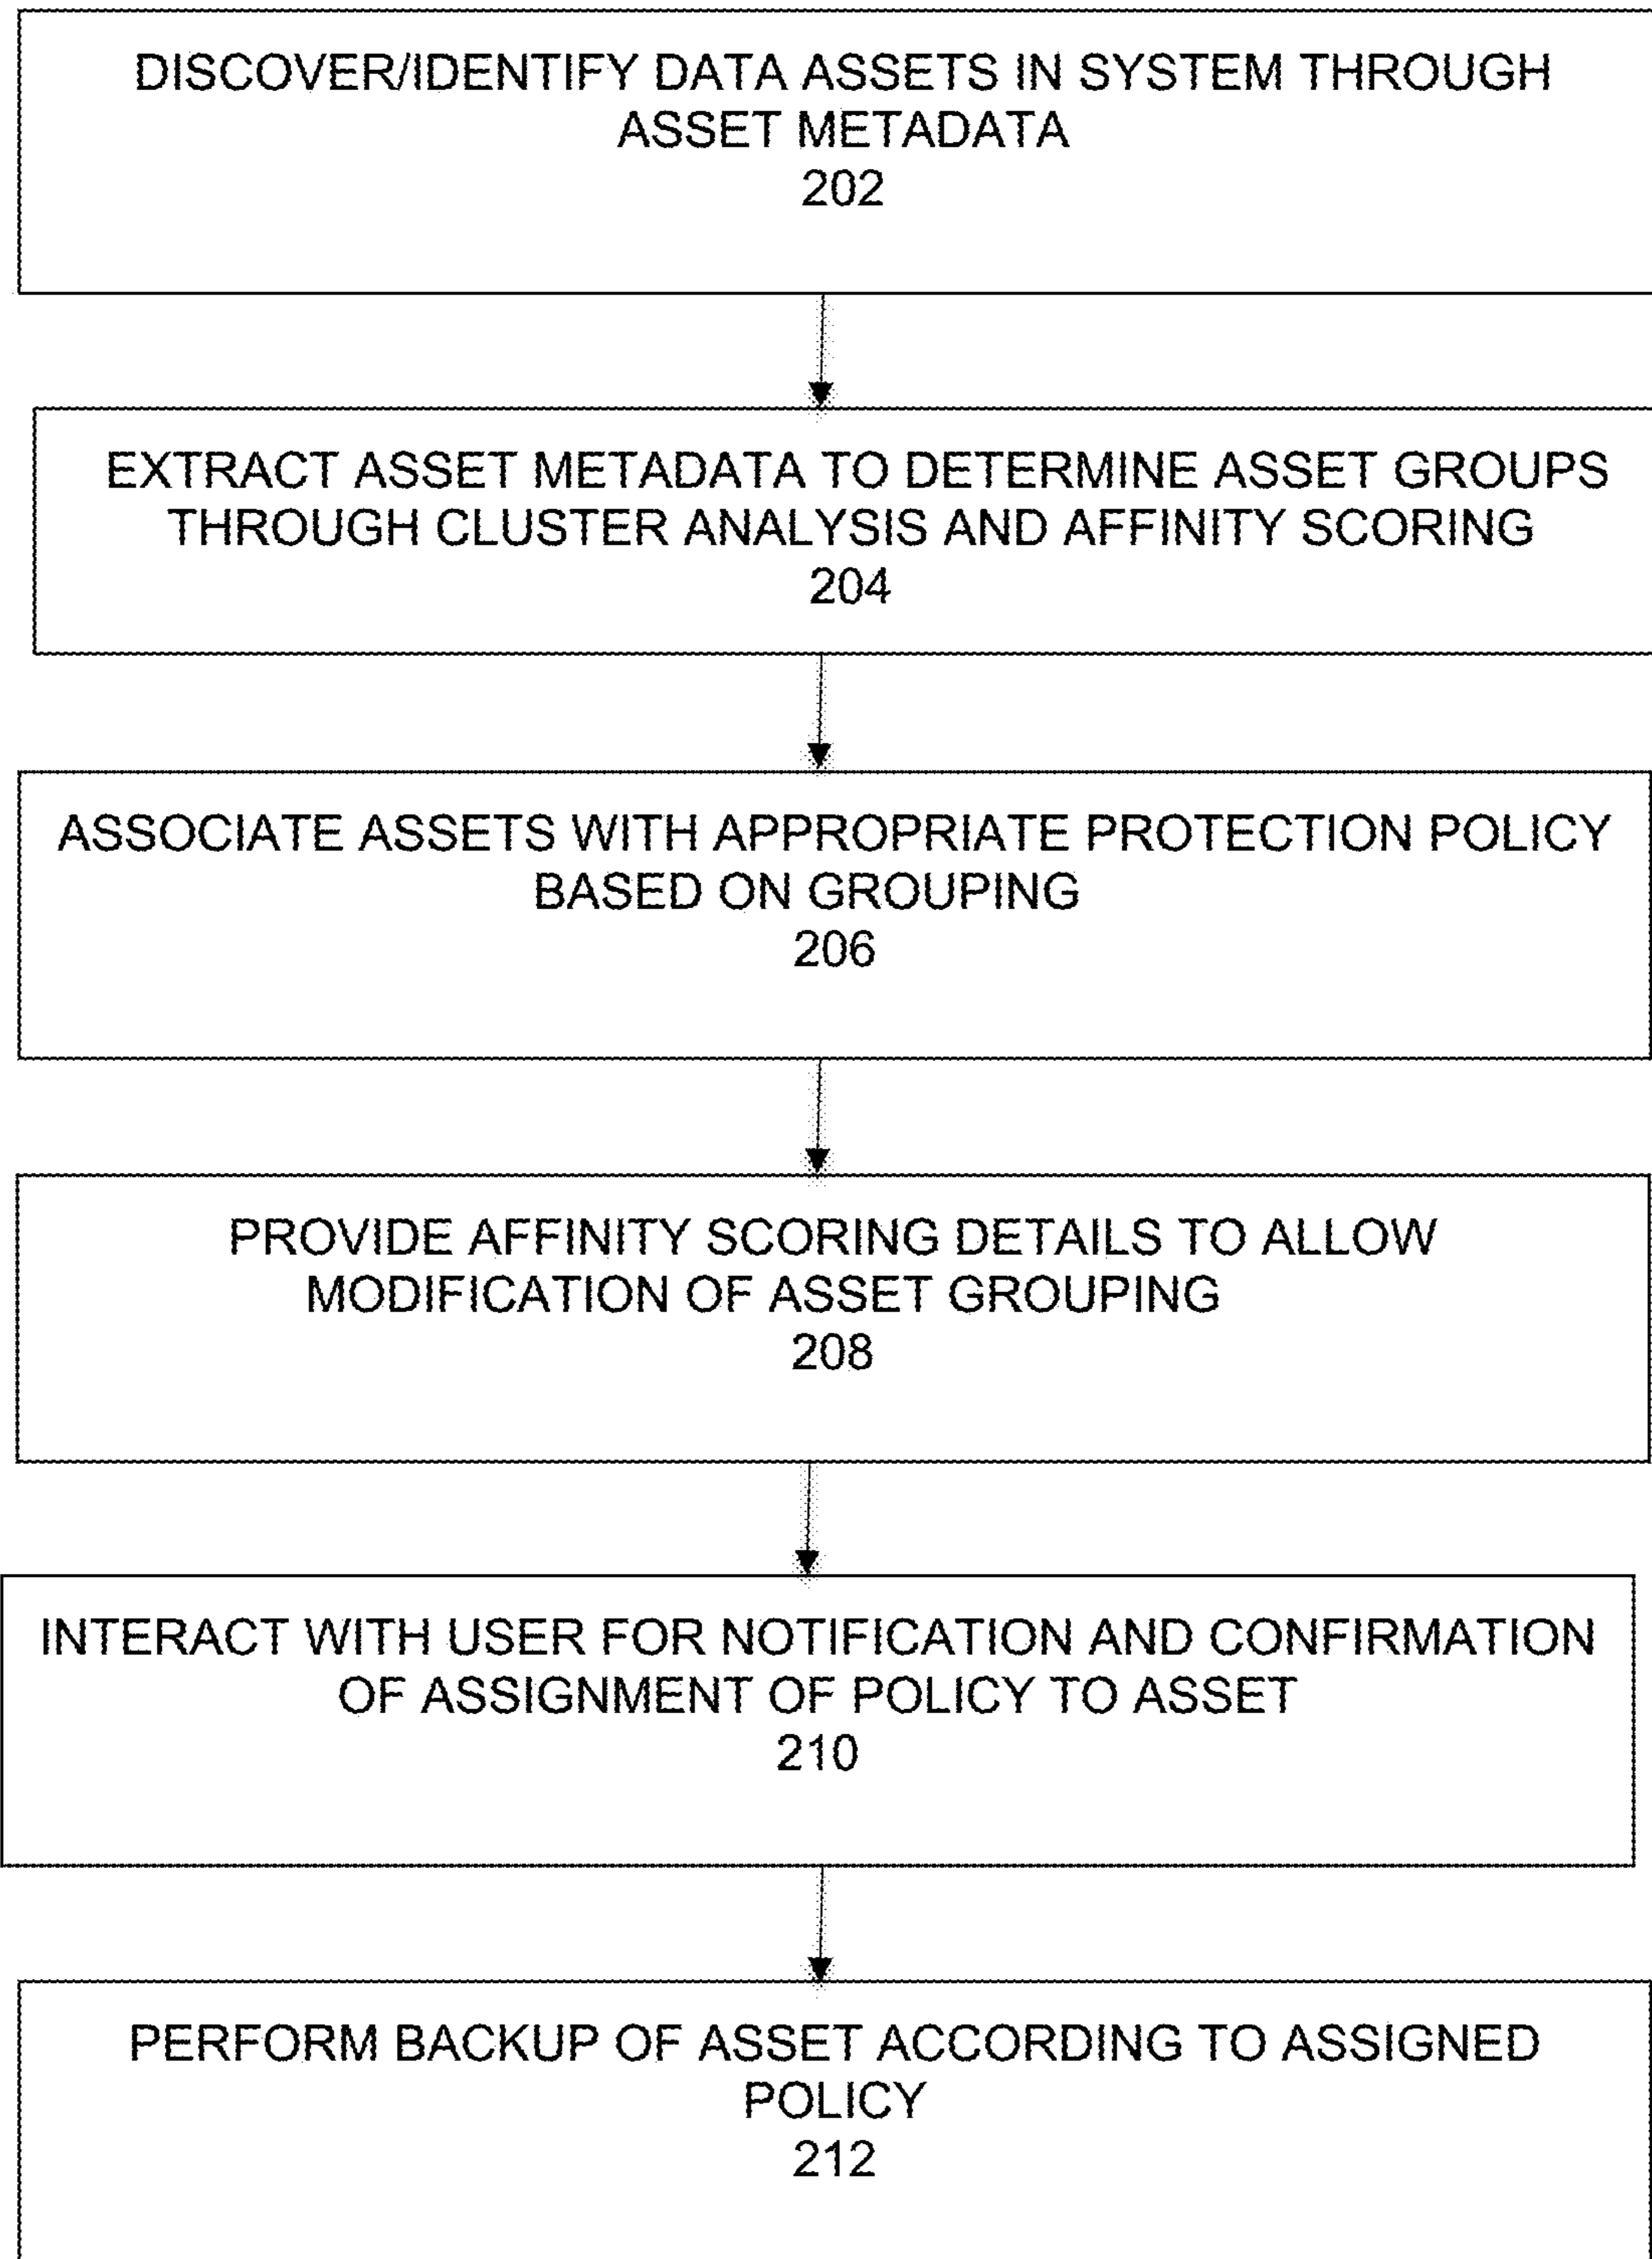 DISCOVER/IDENTIFY DATA ASSETS IN SYSTEM THROUGH
ASSET METADATA
202
EXTRACT ASSET METADATA TO DETERMINE ASSET GROUPS
THROUGH CLUSTER ANALYSIS AND AFFINITY SCORING
204
ASSOCIATE ASSETS WITH APPROPRIATE PROTECTION POLICY
BASED ON GROUPING
206
PROVIDE AFFINITY SCORING DETAILS TO ALLOW
MODIFICATION OF ASSET GROUPING
208
INTERACT WITH USER FOR NOTIFICATION AND CONFIRMATION
OF ASSIGNMENT OF POLICY TO ASSET
210
PERFORM BACKUP OF ASSET ACCORDING TO ASSIGNED
POLICY
212